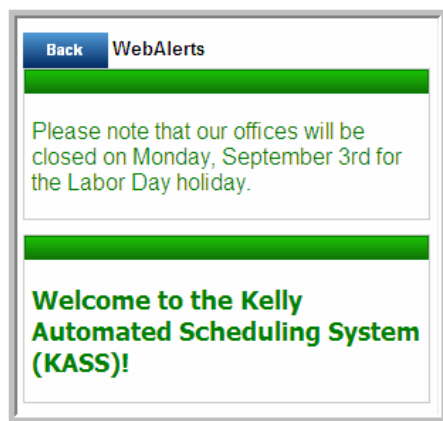 Back WebAlerts
Please note that our offices will be
closed on Monday, September 3rd for
the Labor Day holiday.
Welcome to the Kelly
Automated Scheduling System
(KASS)!